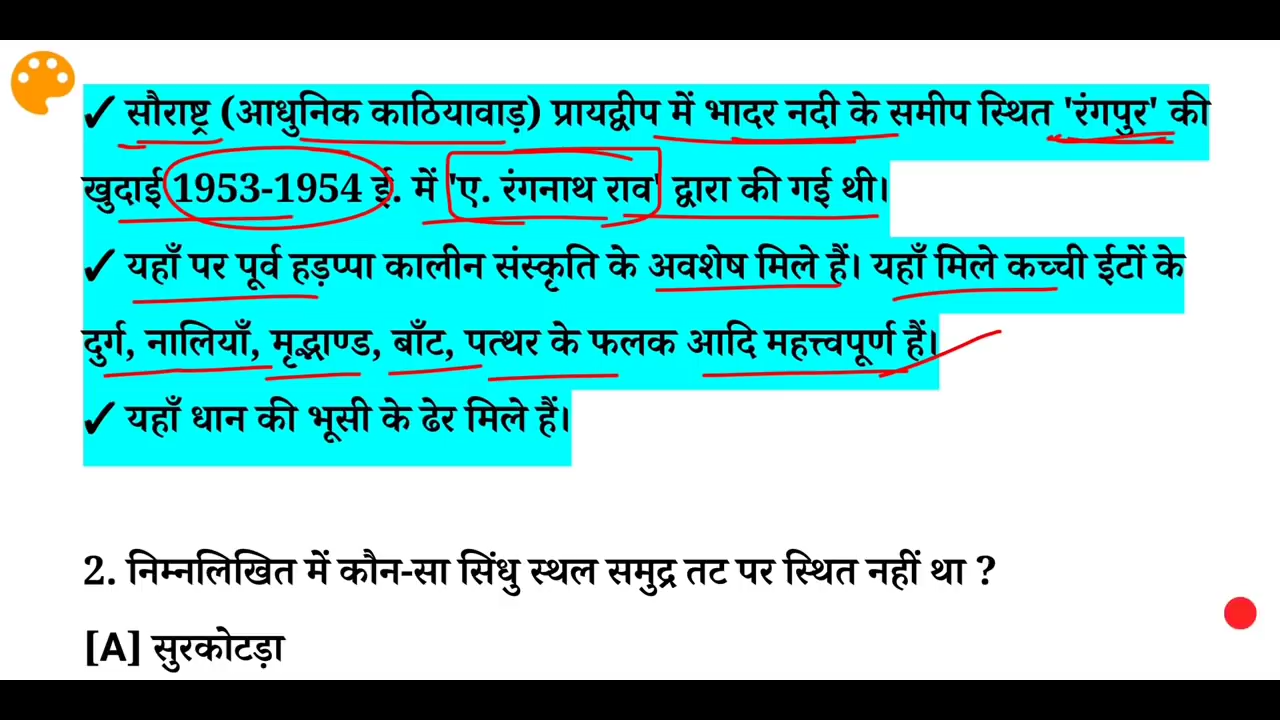 ✓ सौराष्ट्र (आधुनिक काठियावाड़) प्रायद्वीप में भादर नदी के समीप स्थित 'रंगपुर' की
खुदाई 1953-1954 ई. में 'ए. रंगनाथ राव' द्वारा की गई थी।
✓ यहाँ पर पूर्व हड़प्पा कालीन संस्कृति के अवशेष मिले हैं। यहाँ मिले कच्ची ईटों के
दुर्ग, नालियाँ, मृद्भाण्ड, बाँट, पत्थर के फलक आदि महत्त्वपूर्ण हैं।
✓ यहाँ धान की भूसी के ढेर मिले हैं।
2. निम्नलिखित में कौन-सा सिंधु स्थल समुद्र तट पर स्थित नहीं था ?
[A] सुरकोटड़ा